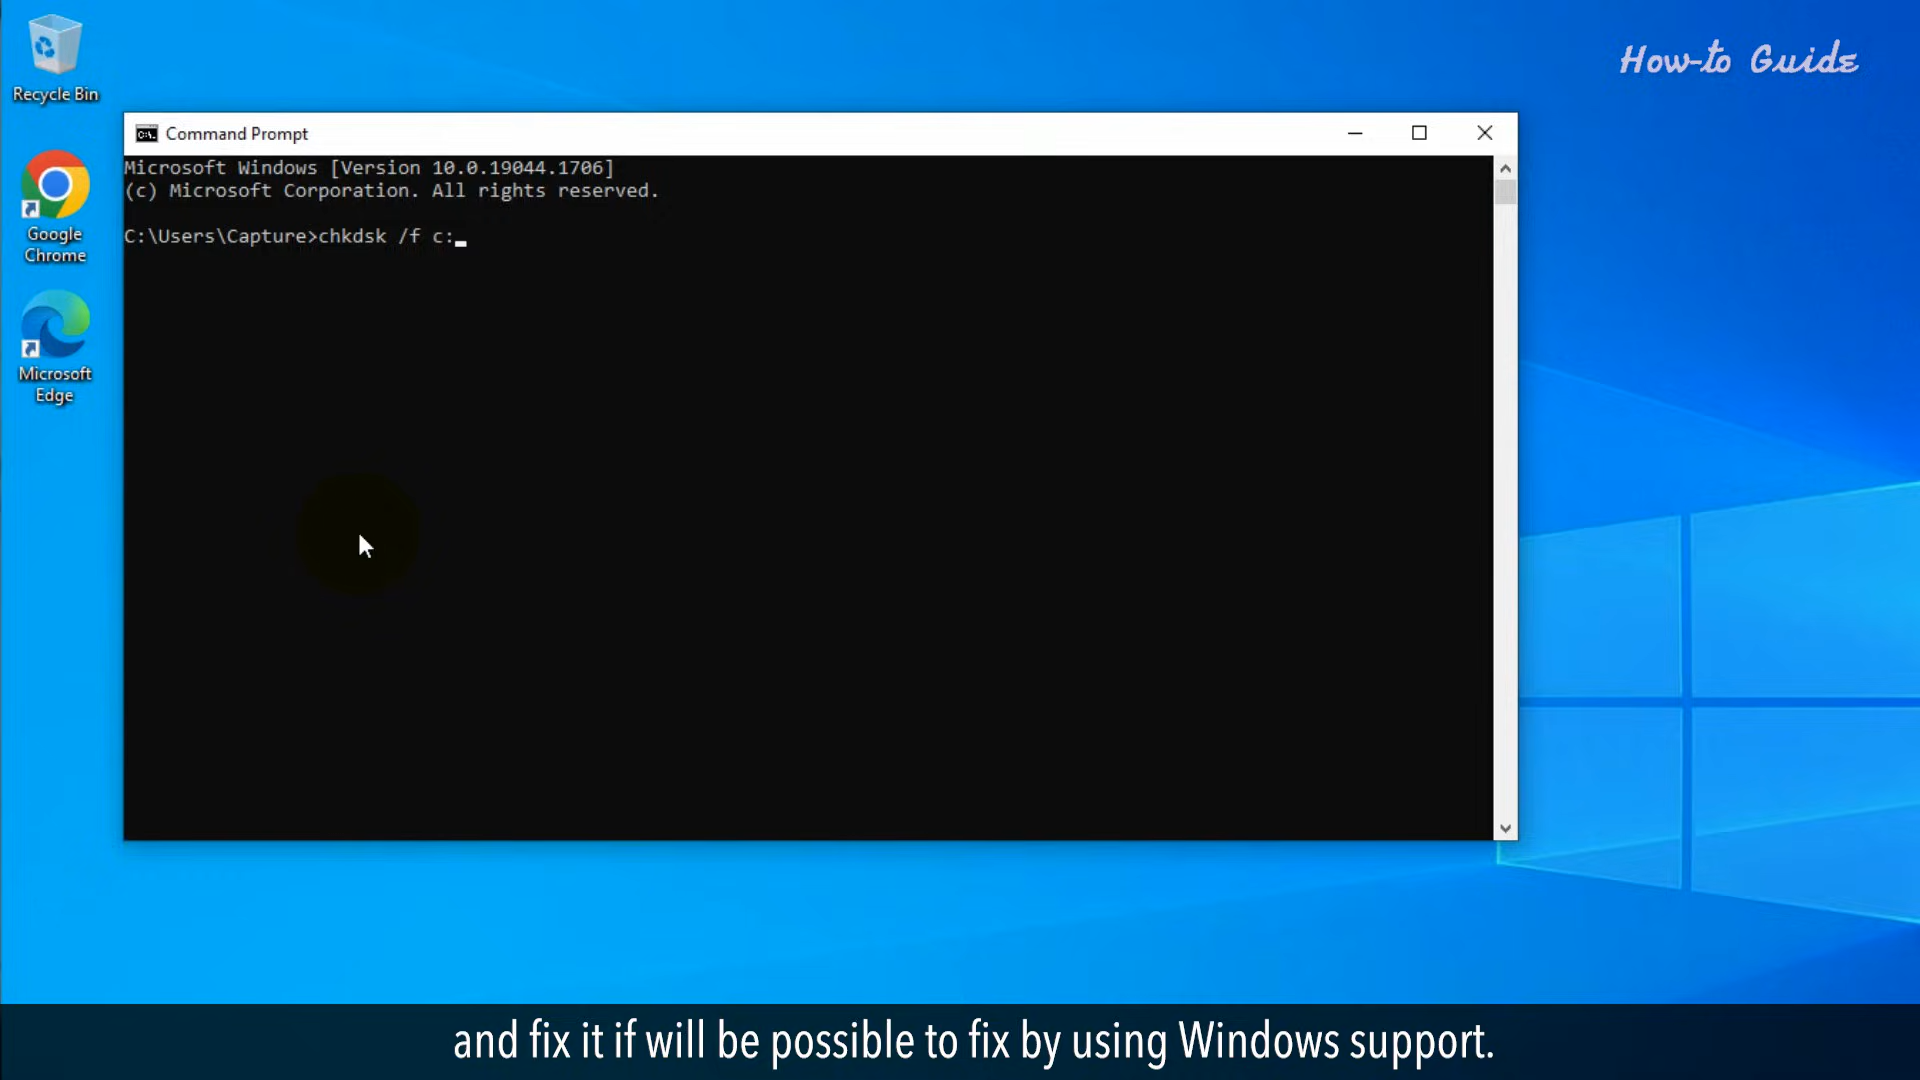 Recycle Bin
How-to Guide
Command Prompt
Microsoft Windows [Version 10.0.19044.1706]
(c) Microsoft Corporation. All rights reserved.
C:\Users\Capture>chkdsk /f c:
Google
Chrome
Microsoft
Edge
and fix it if will be possible to fix by using Windows support.